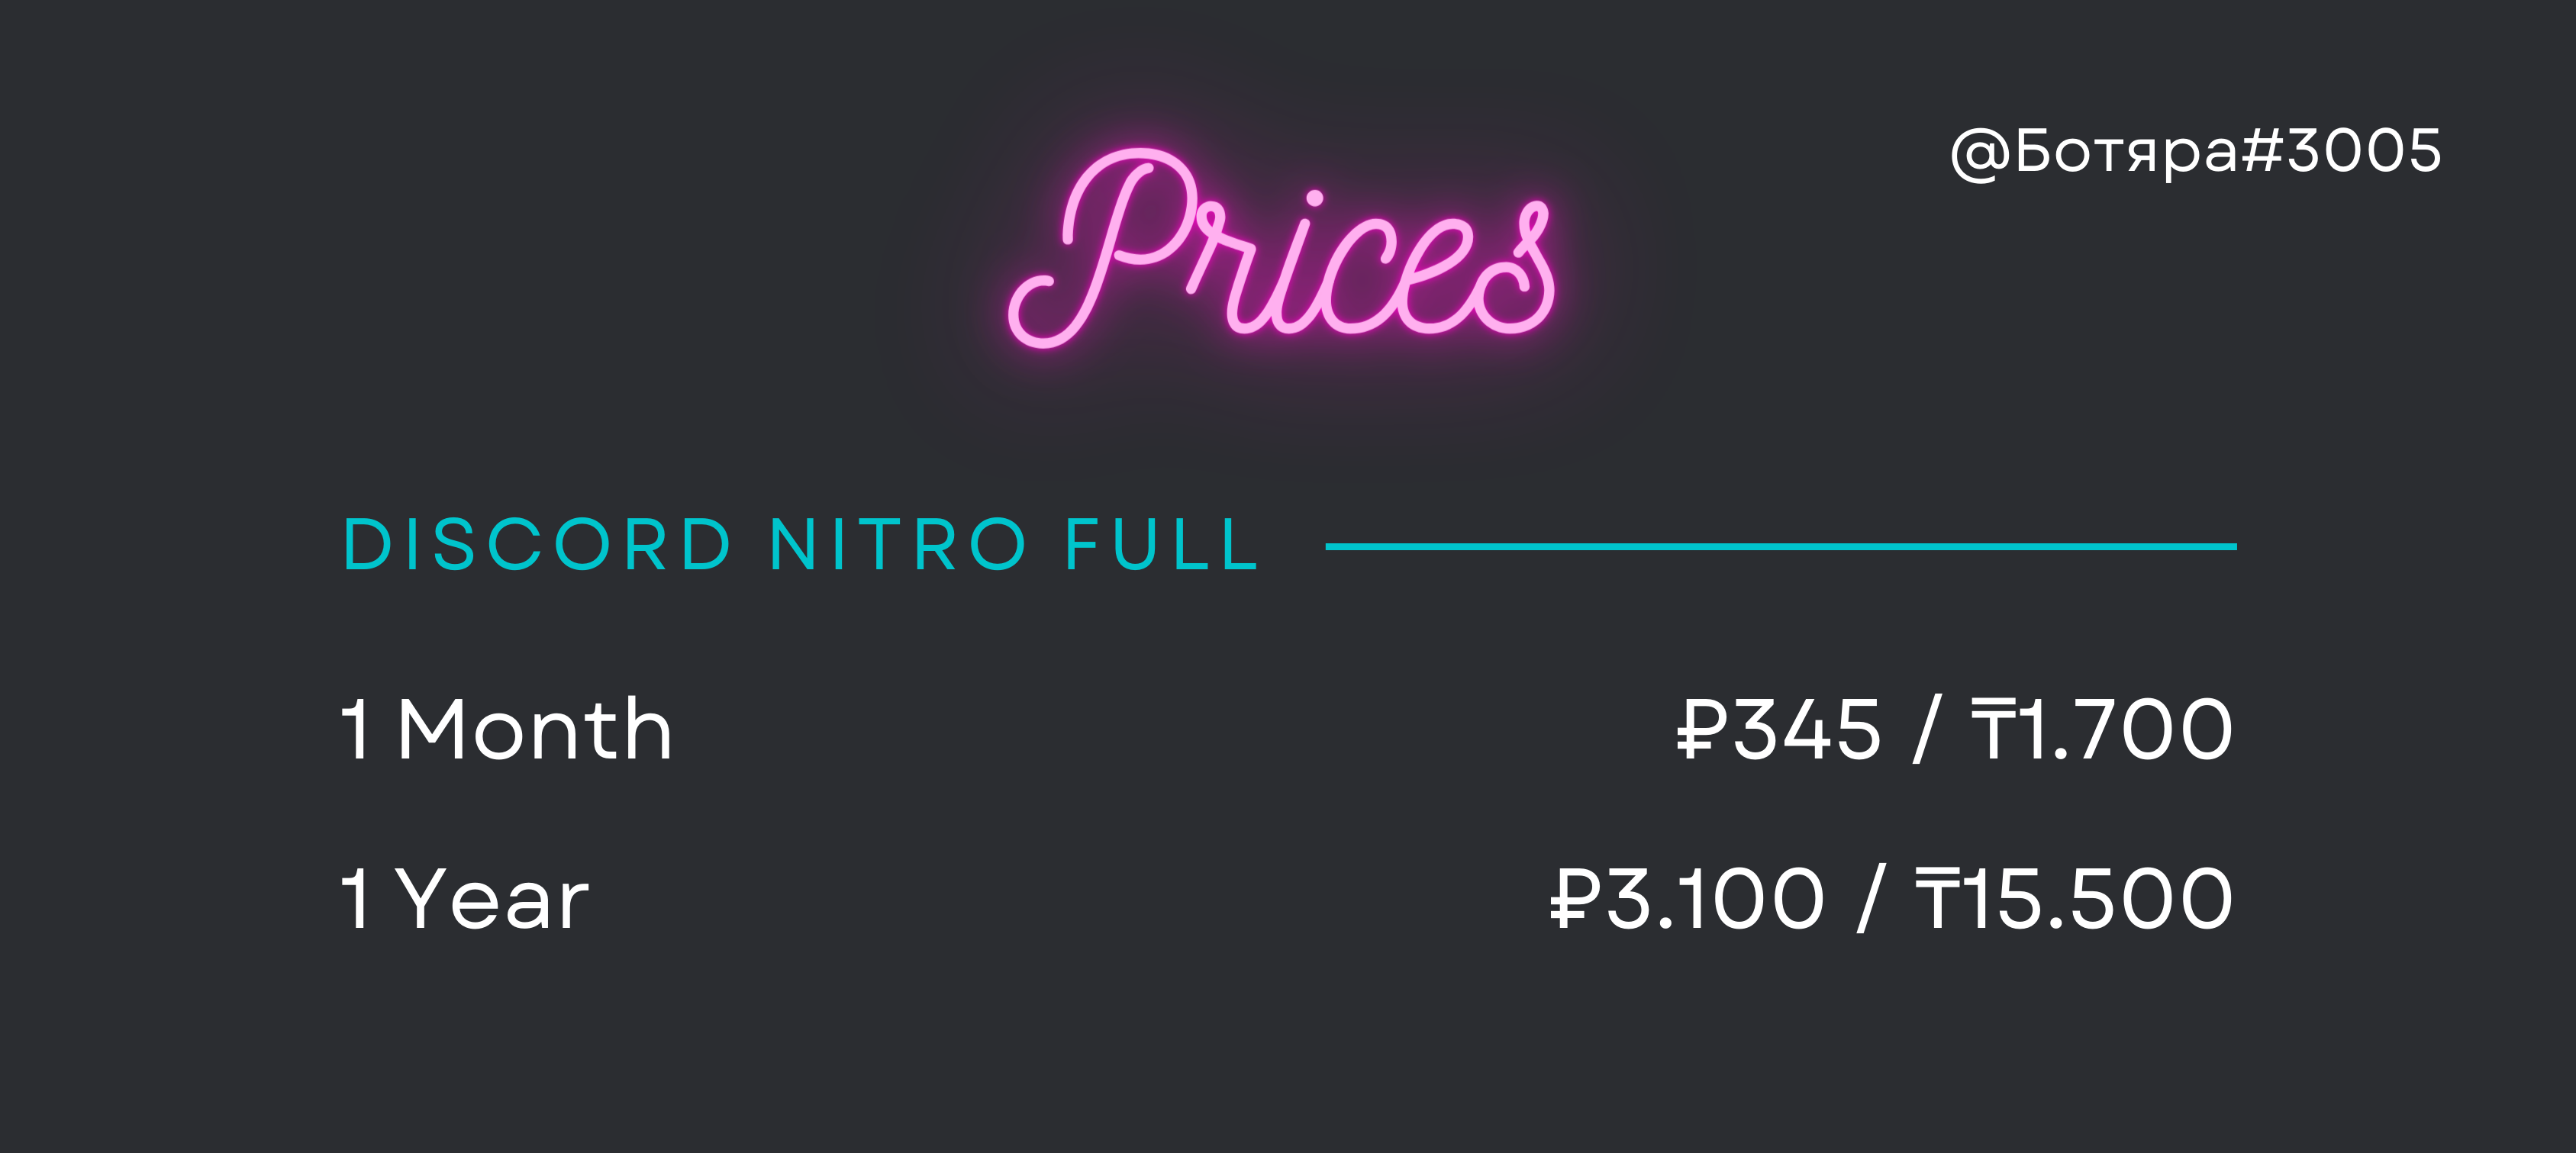 Prices
@Ботяра#3005
DISCORD NITRO FULL
1 Month ₽345 / ₸1.700
1 Year ₽3.100 / ₸15.500